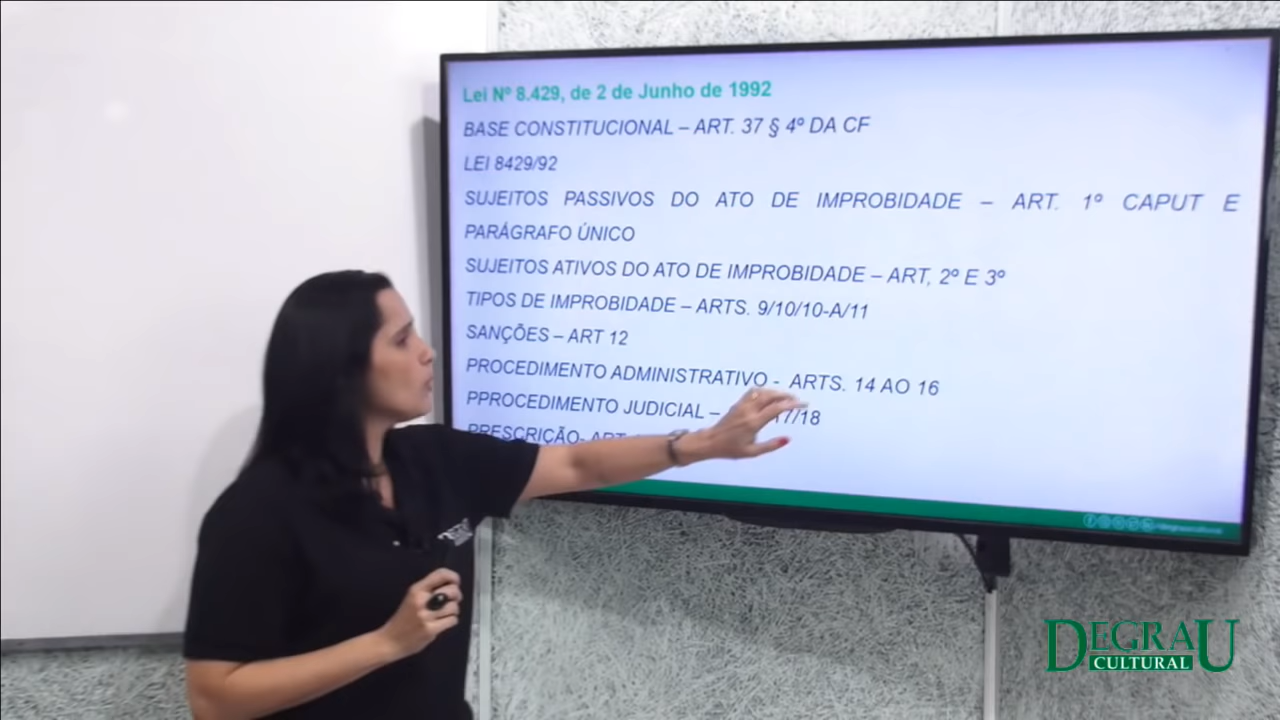 Lei Nº 8.429, de 2 de Junho de 1992
BASE CONSTITUCIONAL – ART. 37 § 4º DA CF
LEI 8429/92
SUJEITOS PASSIVOS DO ATO DE IMPROBIDADE – ART. 1º CAPUT E
PARÁGRAFO ÚNICO
SUJEITOS ATIVOS DO ATO DE IMPROBIDADE – ART, 2º E 3º
TIPOS DE IMPROBIDADE – ARTS. 9/10/10-A/11
SANÇÕES – ART 12
PROCEDIMENTO ADMINISTRATIVO - ARTS. 14 AO 16
PPROCEDIMENTO JUDICIAL – 17/18
PRESCRIÇÃO- ART
DEGRAU
CULTURAL